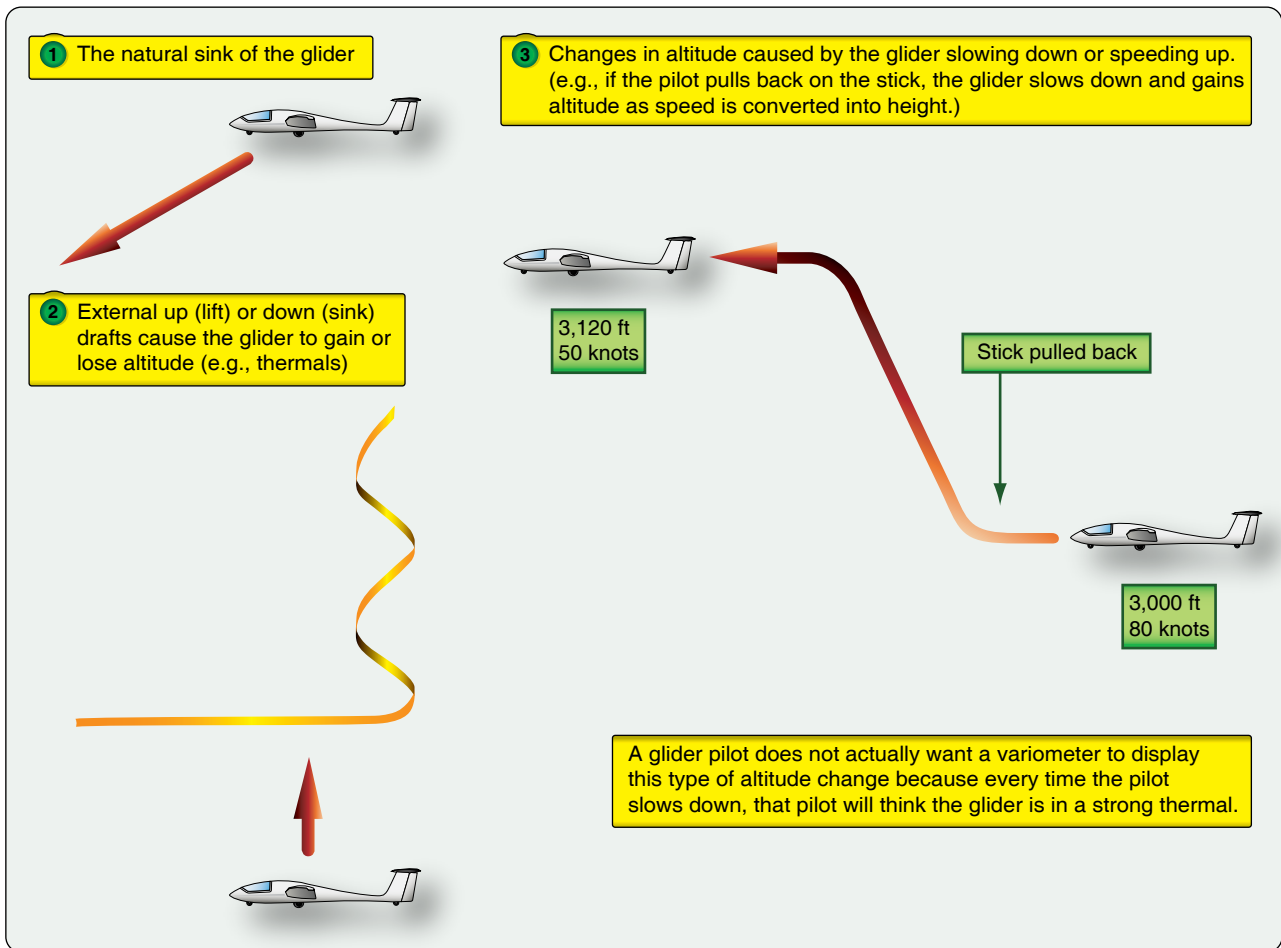 1 The natural sink of the glider
2 External up (lift) or down (sink)
drafts cause the glider to gain or
lose altitude (e.g., thermals)
3 Changes in altitude caused by the glider slowing down or speeding up.
(e.g., if the pilot pulls back on the stick, the glider slows down and gains
altitude as speed is converted into height.)
3,120 ft
50 knots
Stick pulled back
3,000 ft
80 knots
A glider pilot does not actually want a variometer to display
this type of altitude change because every time the pilot
slows down, that pilot will think the glider is in a strong thermal.